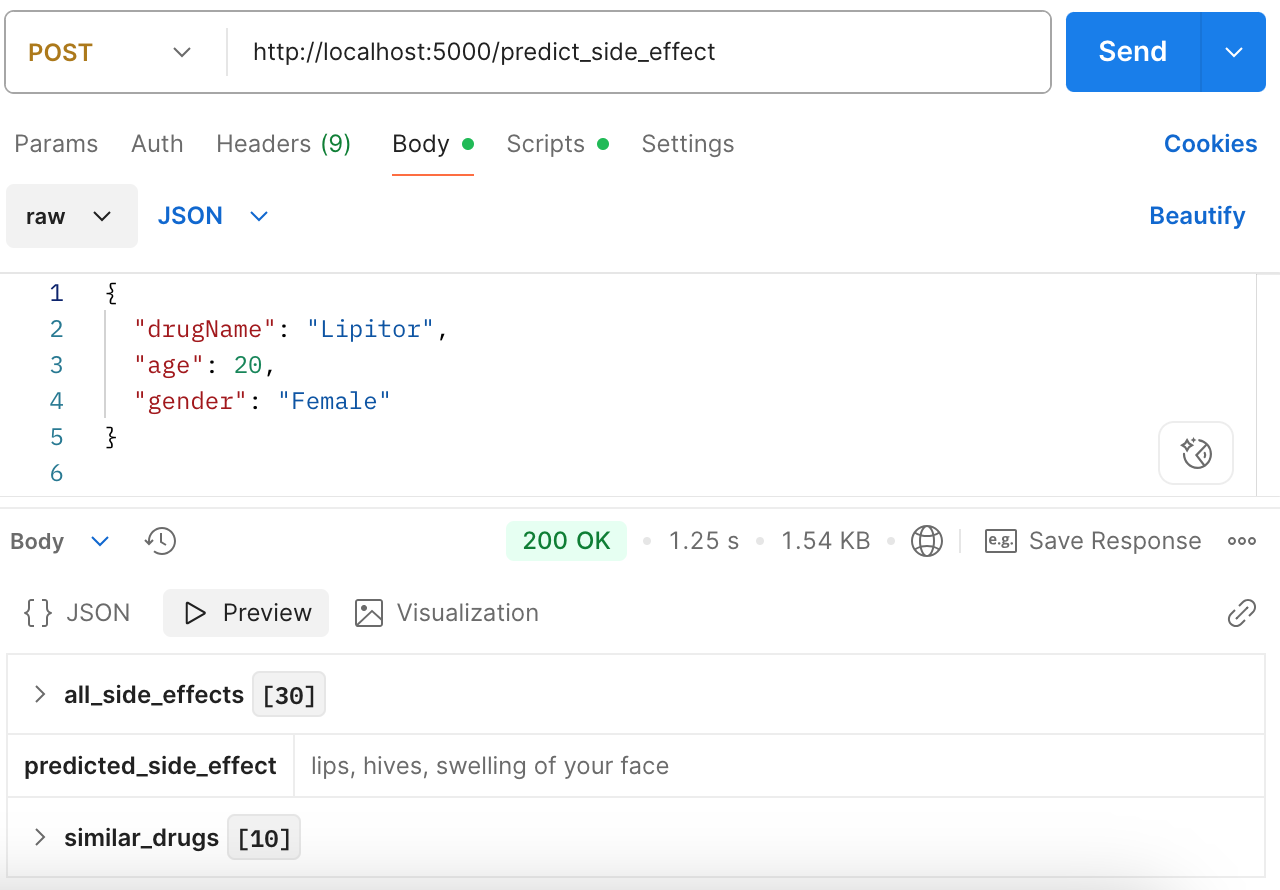 POST http://localhost:5000/predict_side_effect Send
Params Auth Headers (9) Body Scripts Settings Cookies
raw JSON Beautify
1 {
2 "drugName": "Lipitor",
3 "age": 20,
4 "gender": "Female"
5 }
6
Body 200 OK 1.25 s 1.54 KB e.g. Save Response
{} JSON Preview Visualization
all_side_effects [30]
predicted_side_effect lips, hives, swelling of your face
similar_drugs [10]